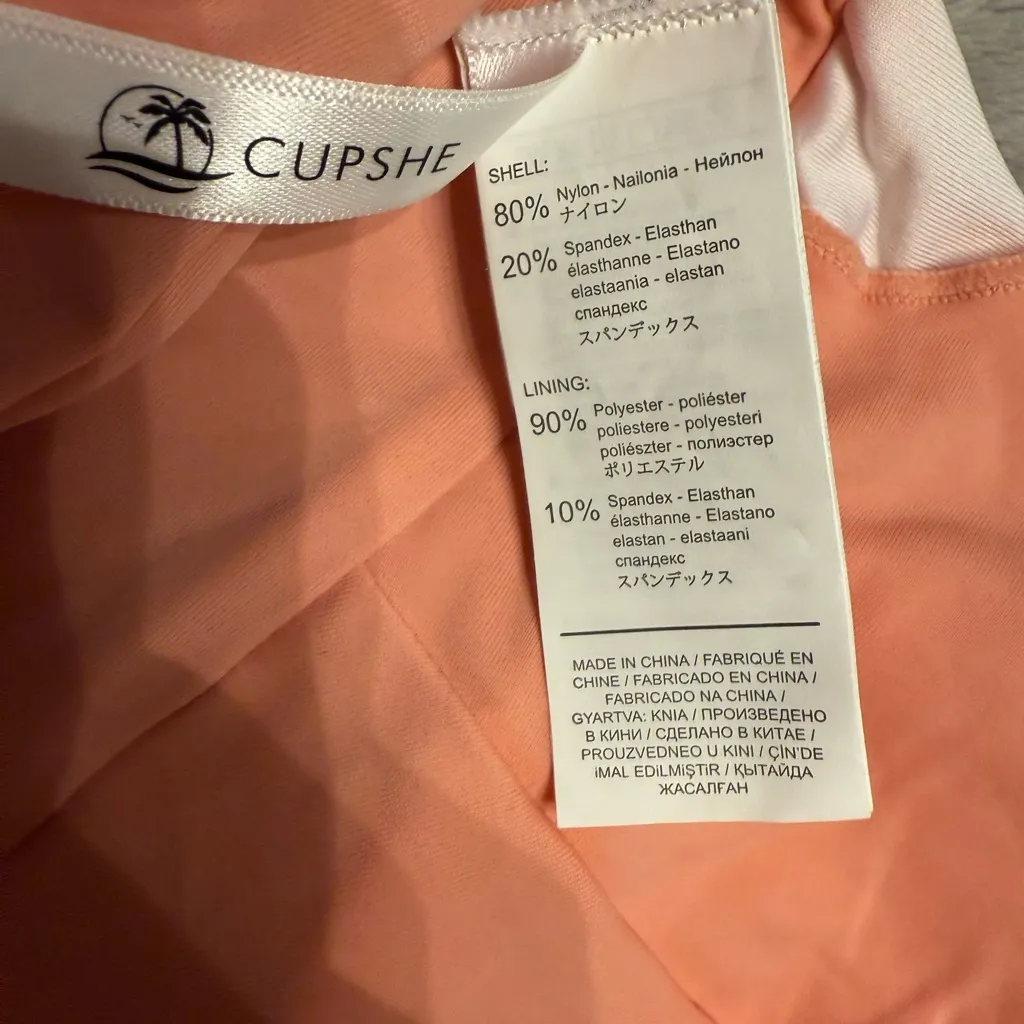 CUPSHE
SHELL:
80% Nylon - Nailonia - Нейлон
ナイロン
20% Spandex - Elasthan
élasthanne - Elastano
elastaania - elastan
спандекс
スパンデックス
LINING:
90% Polyester - poliéster
poliestere - polyesteri
poliészter - полиэстер
ポリエステル
10% Spandex - Elasthan
élasthanne - Elastano
elastan - elastaani
спандекс
スパンデックス
MADE IN CHINA / FABRIQUÉ EN
CHINE / FABRICADO EN CHINA /
FABRICADO NA CHINA /
GYARTVA: KNIA / ПРОИЗВЕДЕНО
В КИНИ / СДЕЛАНО В КИТАЕ /
PROUZVEDNEO U KINI / ÇİN'DE
iMAL EDiLMiŞTiR / ҚЫТАЙДА
ЖАСАЛҒАН